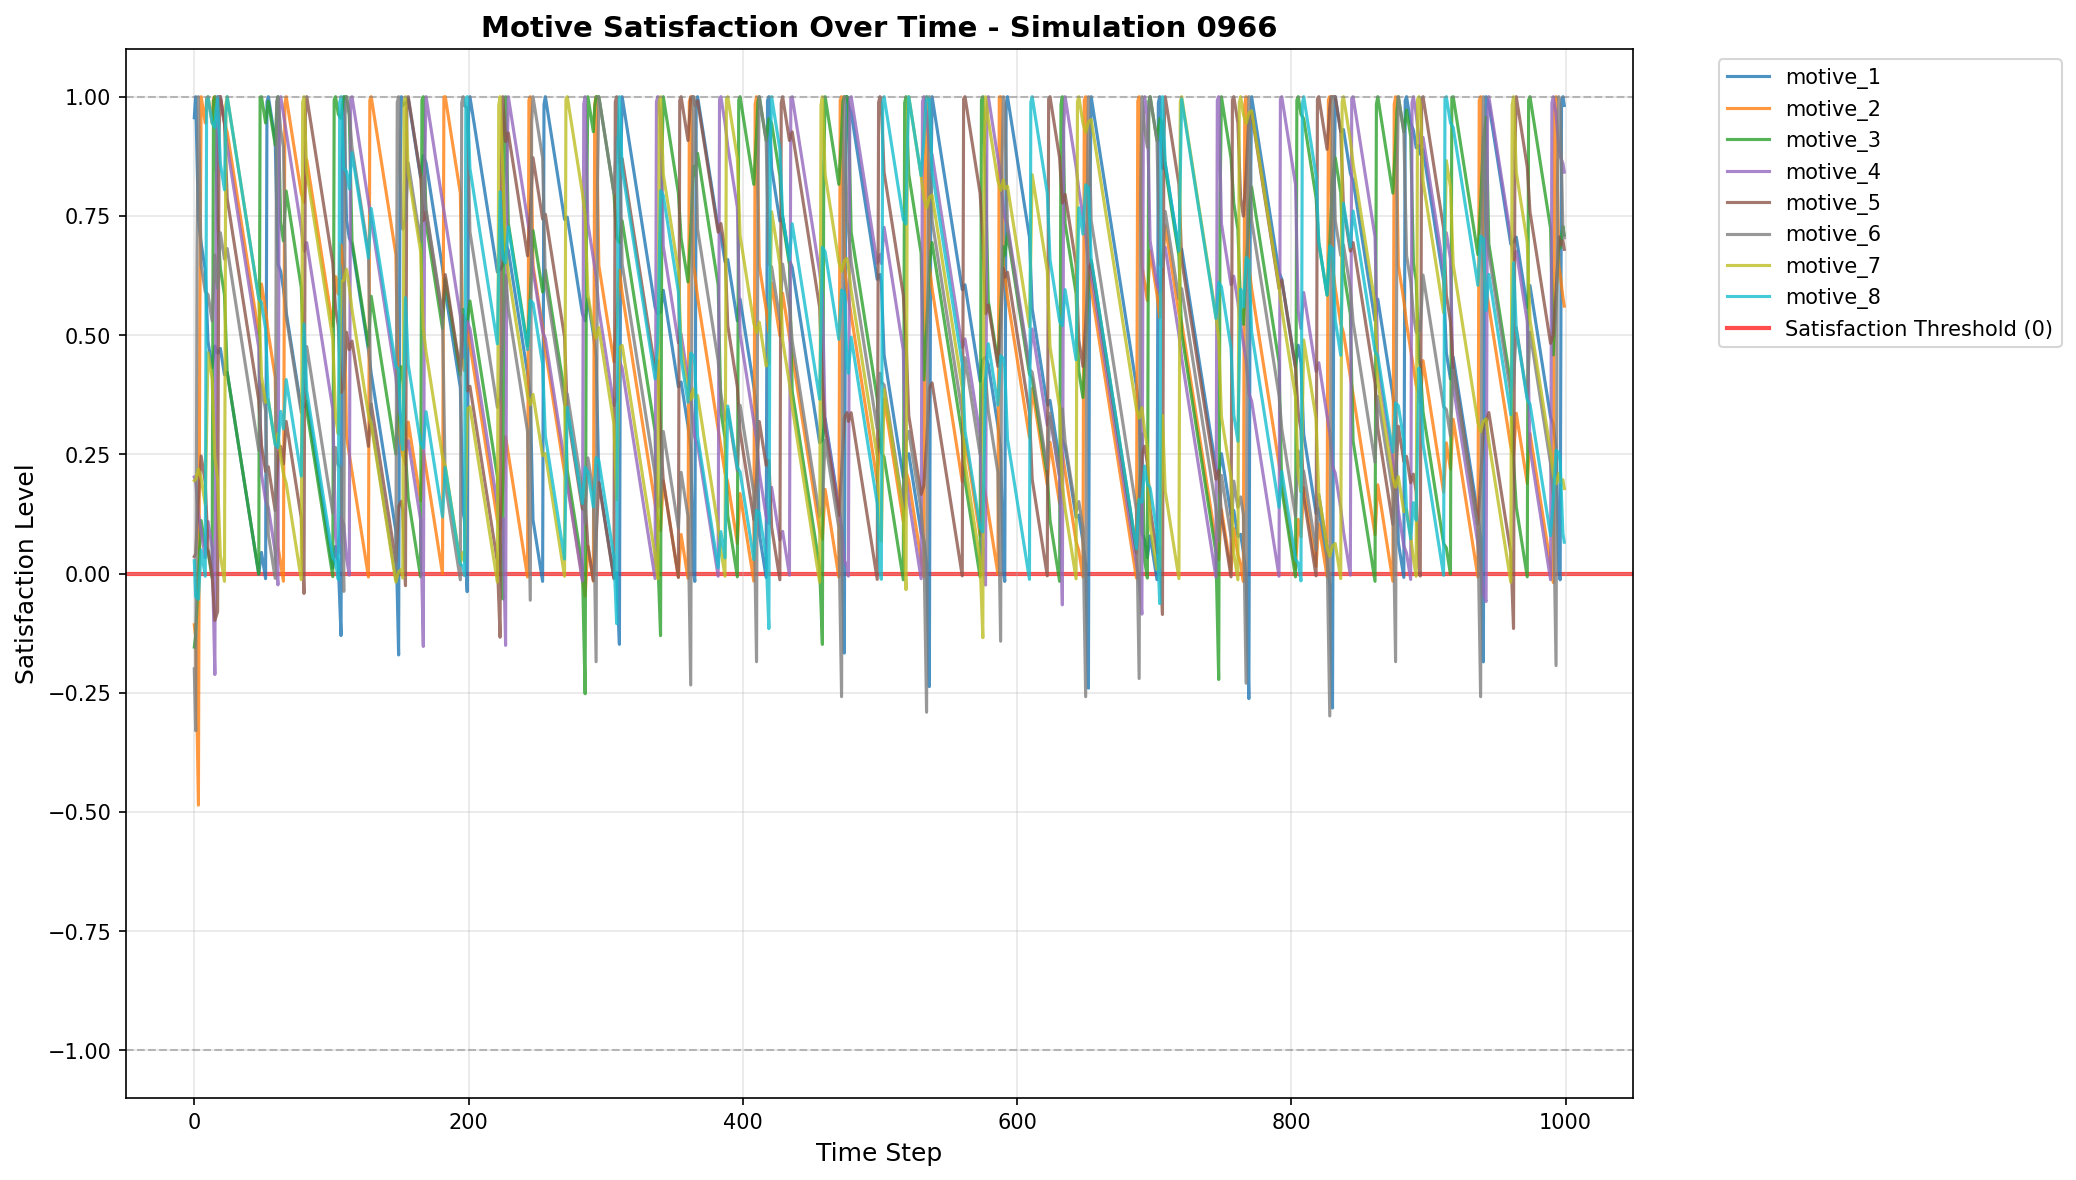 Motive Satisfaction Over Time - Simulation 0966
1.00
0.75
0.50
0.25
0.00
−0.25
−0.50
−0.75
−1.00
Satisfaction Level
0
200
400
600
800
1000
Time Step
motive_1
motive_2
motive_3
motive_4
motive_5
motive_6
motive_7
motive_8
Satisfaction Threshold (0)